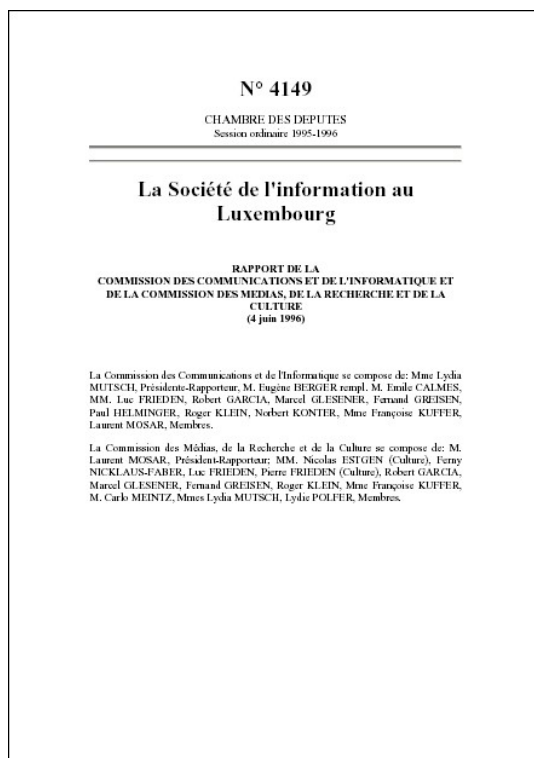 N° 4149
CHAMBRE DES DEPUTES
Session ordinaire 1995-1996
La Société de l'information au
Luxembourg
RAPPORT DE LA
COMMISSION DES COMMUNICATIONS ET DE L'INFORMATIQUE ET
DE LA COMMISSION DES MEDIAS, DE LA RECHERCHE ET DE LA
CULTURE
(4 juin 1996)
La Commission des Communications et de l'Informatique se compose de: Mme Lydia
MUTSCH, Présidente-Rapporteur, M. Eugène BERGER rempl. M. Emile CALMES,
MM. Luc FRIEDEN, Robert GARCIA, Marcel GLESENER, Fernand GREISEN,
Paul HELMINGER, Roger KLEIN, Norbert KONTER, Mme Françoise KUFFER,
Laurent MOSAR, Membres.
La Commission des Médias, de la Recherche et de la Culture se compose de: M.
Laurent MOSAR, Président-Rapporteur; MM. Nicolas ESTGEN (Culture), Ferny
NICKLAUS-FABER, Luc FRIEDEN, Pierre FRIEDEN (Culture), Robert GARCIA,
Marcel GLESENER, Fernand GREISEN, Roger KLEIN, Mme Françoise KUFFER,
M. Carlo MEINTZ, Mmes Lydia MUTSCH, Lydie POLFER, Membres.